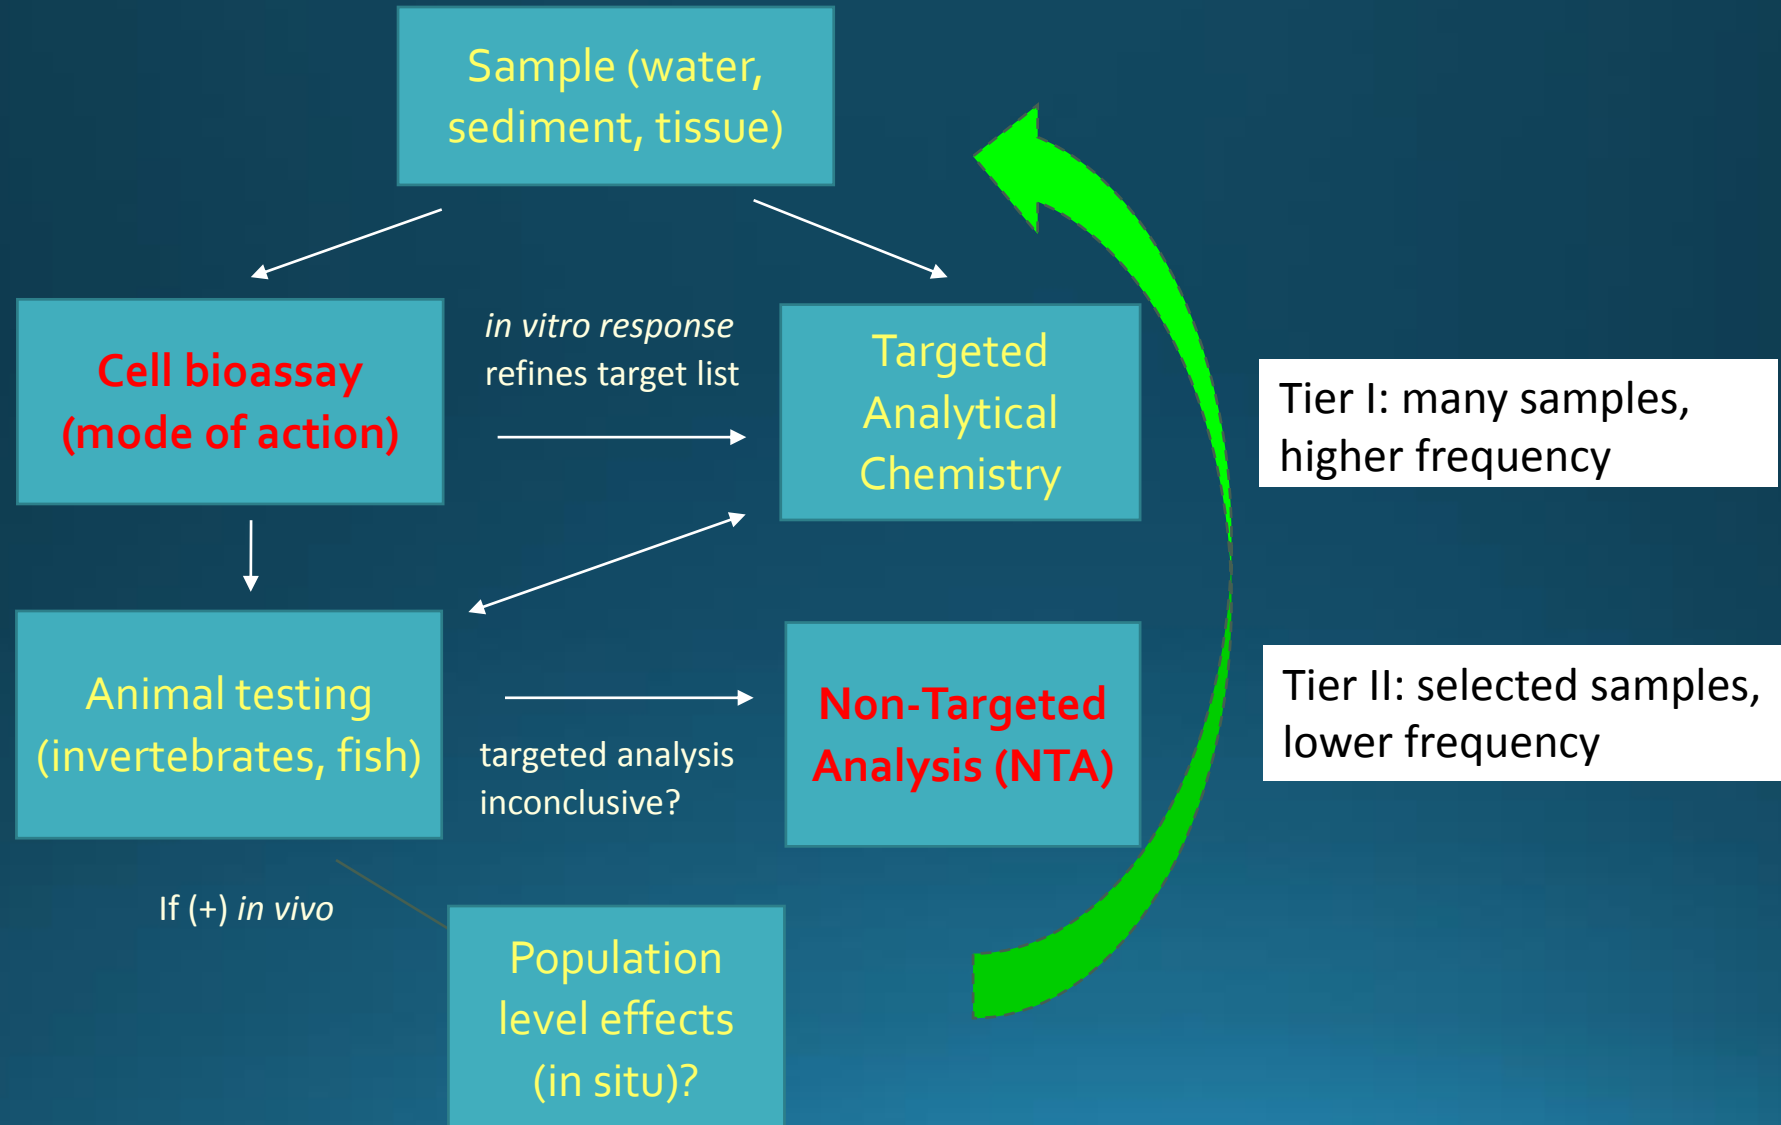 Sample (water,
sediment, tissue)
Cell bioassay
(mode of action)
in vitro response
refines target list
Targeted
Analytical
Chemistry
Tier I: many samples,
higher frequency
Animal testing
(invertebrates, fish)
targeted analysis
inconclusive?
Non-Targeted
Analysis (NTA)
Tier II: selected samples,
lower frequency
If (+) in vivo
Population
level effects
(in situ)?